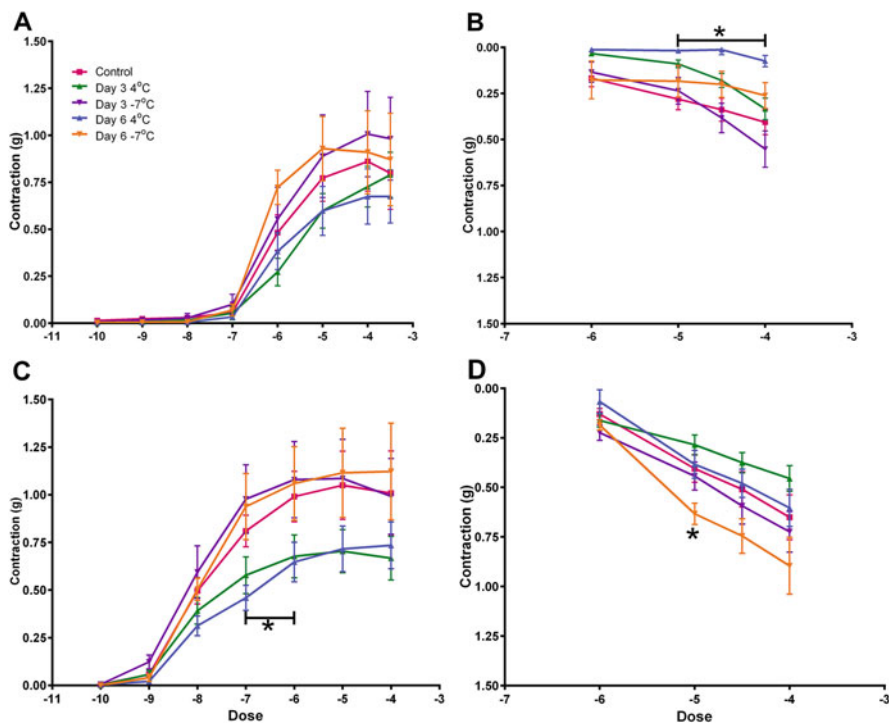 A
Contraction (g)
1.50
1.25
1.00
0.75
0.50
0.25
0.00
-11 -10 -9 -8 -7 -6 -5 -4 -3
Control
Day 3 4°C
Day 3 -7°C
Day 6 4°C
Day 6 -7°C
B
Contraction (g)
0.00
0.25
0.50
0.75
1.00
1.25
1.50
-7 -6 -5 -4 -3
*
C
Contraction (g)
1.50
1.25
1.00
0.75
0.50
0.25
0.00
-11 -10 -9 -8 -7 -6 -5 -4 -3
Dose
*
D
Contraction (g)
0.00
0.25
0.50
0.75
1.00
1.25
1.50
-7 -6 -5 -4 -3
Dose
*